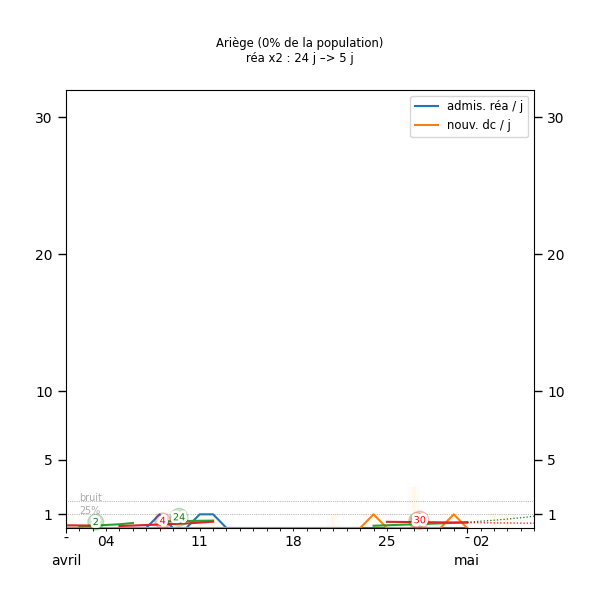 Ariège (0% de la population)
réa x2 : 24 j –> 5 j
admis. réa / j
nouv. dc / j
30 30
20 20
10 10
5 5
bruit
25%
1 1
2 4 24 30
- 04 11 18 25 - 02
avril mai